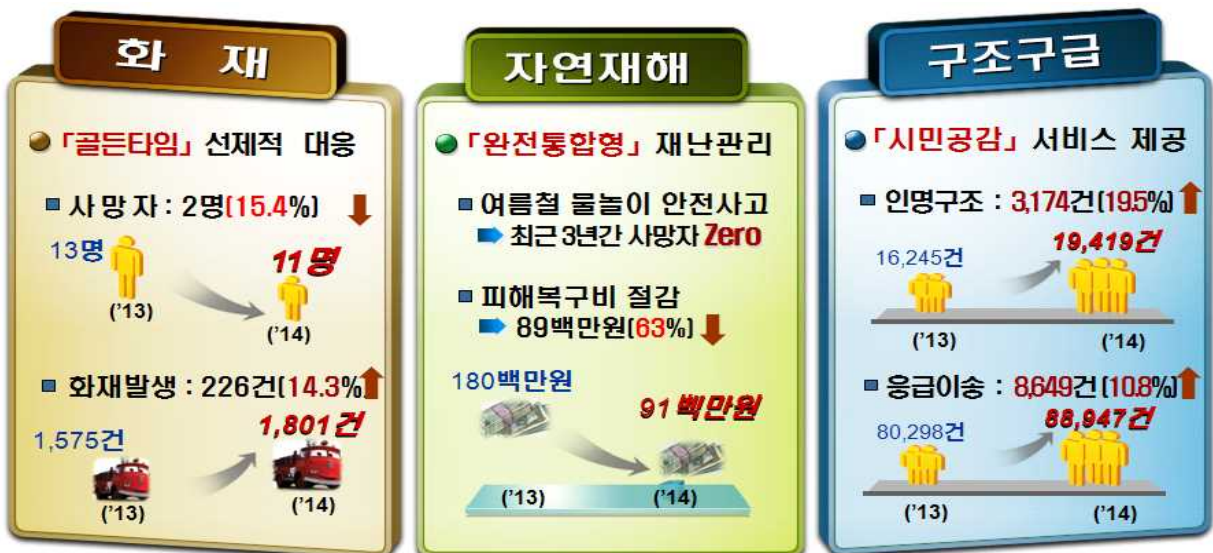 화 재
「골든타임」 선제적 대응
사 망 자 : 2명(15.4%)
13명
11명
('13)
('14)
화재발생 : 226건(14.3%)
1,575건
1,801건
('13)
('14)
자연재해
「완전통합형」 재난관리
여름철 물놀이 안전사고
최근 3년간 사망자 Zero
피해복구비 절감
89백만원(63%)
180백만원
91백만원
('13)
('14)
구조구급
「시민공감」 서비스 제공
인명구조 : 3,174건(19.5%)
19,419건
16,245건
('13)
('14)
응급이송 : 8,649건(10.8%)
88,947건
80,298건
('13)
('14)